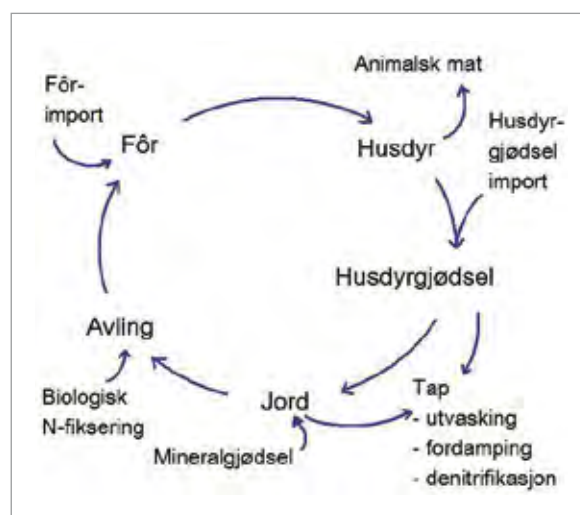 Animalsk mat
Fôr-
import
Fôr
Husdyr
Husdyr-
gjødsel
import
Husdyrgjødsel
Avling
Biologisk
N-fiksering
Jord
Mineralgjødsel
Tap
- utvasking
- fordamping
- denitrifikasjon